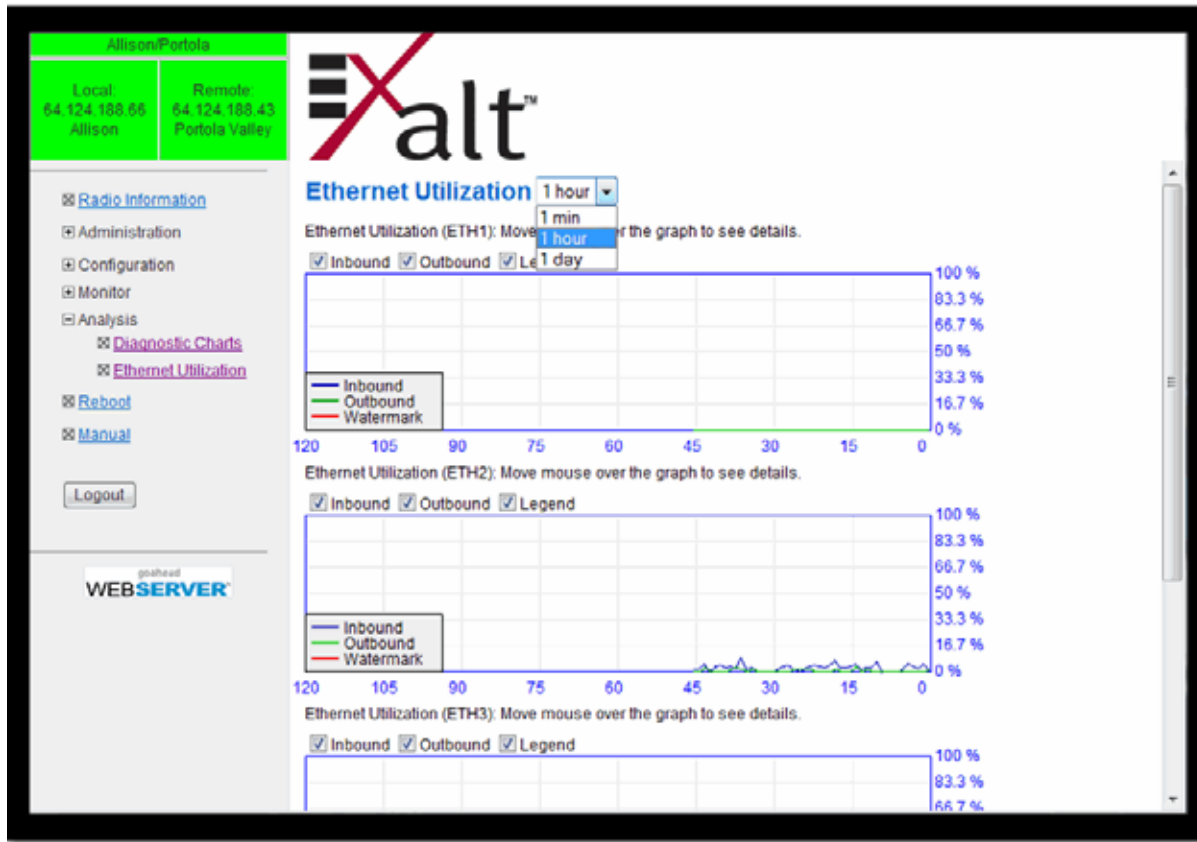 Allison/Portola
Local:
64.124.188.66
Allison
Remote:
64.124.188.43
Portola Valley
EXalt™
Radio Information
Administration
Configuration
Monitor
Analysis
Diagnostic Charts
Ethernet Utilization
Reboot
Manual
Logout
goahead
WEBSERVER
Ethernet Utilization 1 hour
1 min
1 hour
1 day
Ethernet Utilization (ETH1): Move r the graph to see details.
Inbound Outbound Le
100 %
83.3 %
66.7 %
50 %
33.3 %
16.7 %
0 %
Inbound
Outbound
Watermark
120 105 90 75 60 45 30 15 0
Ethernet Utilization (ETH2): Move mouse over the graph to see details.
Inbound Outbound Legend
100 %
83.3 %
66.7 %
50 %
33.3 %
16.7 %
0 %
Inbound
Outbound
Watermark
120 105 90 75 60 45 30 15 0
Ethernet Utilization (ETH3): Move mouse over the graph to see details.
Inbound Outbound Legend
100 %
83.3 %
66.7 %